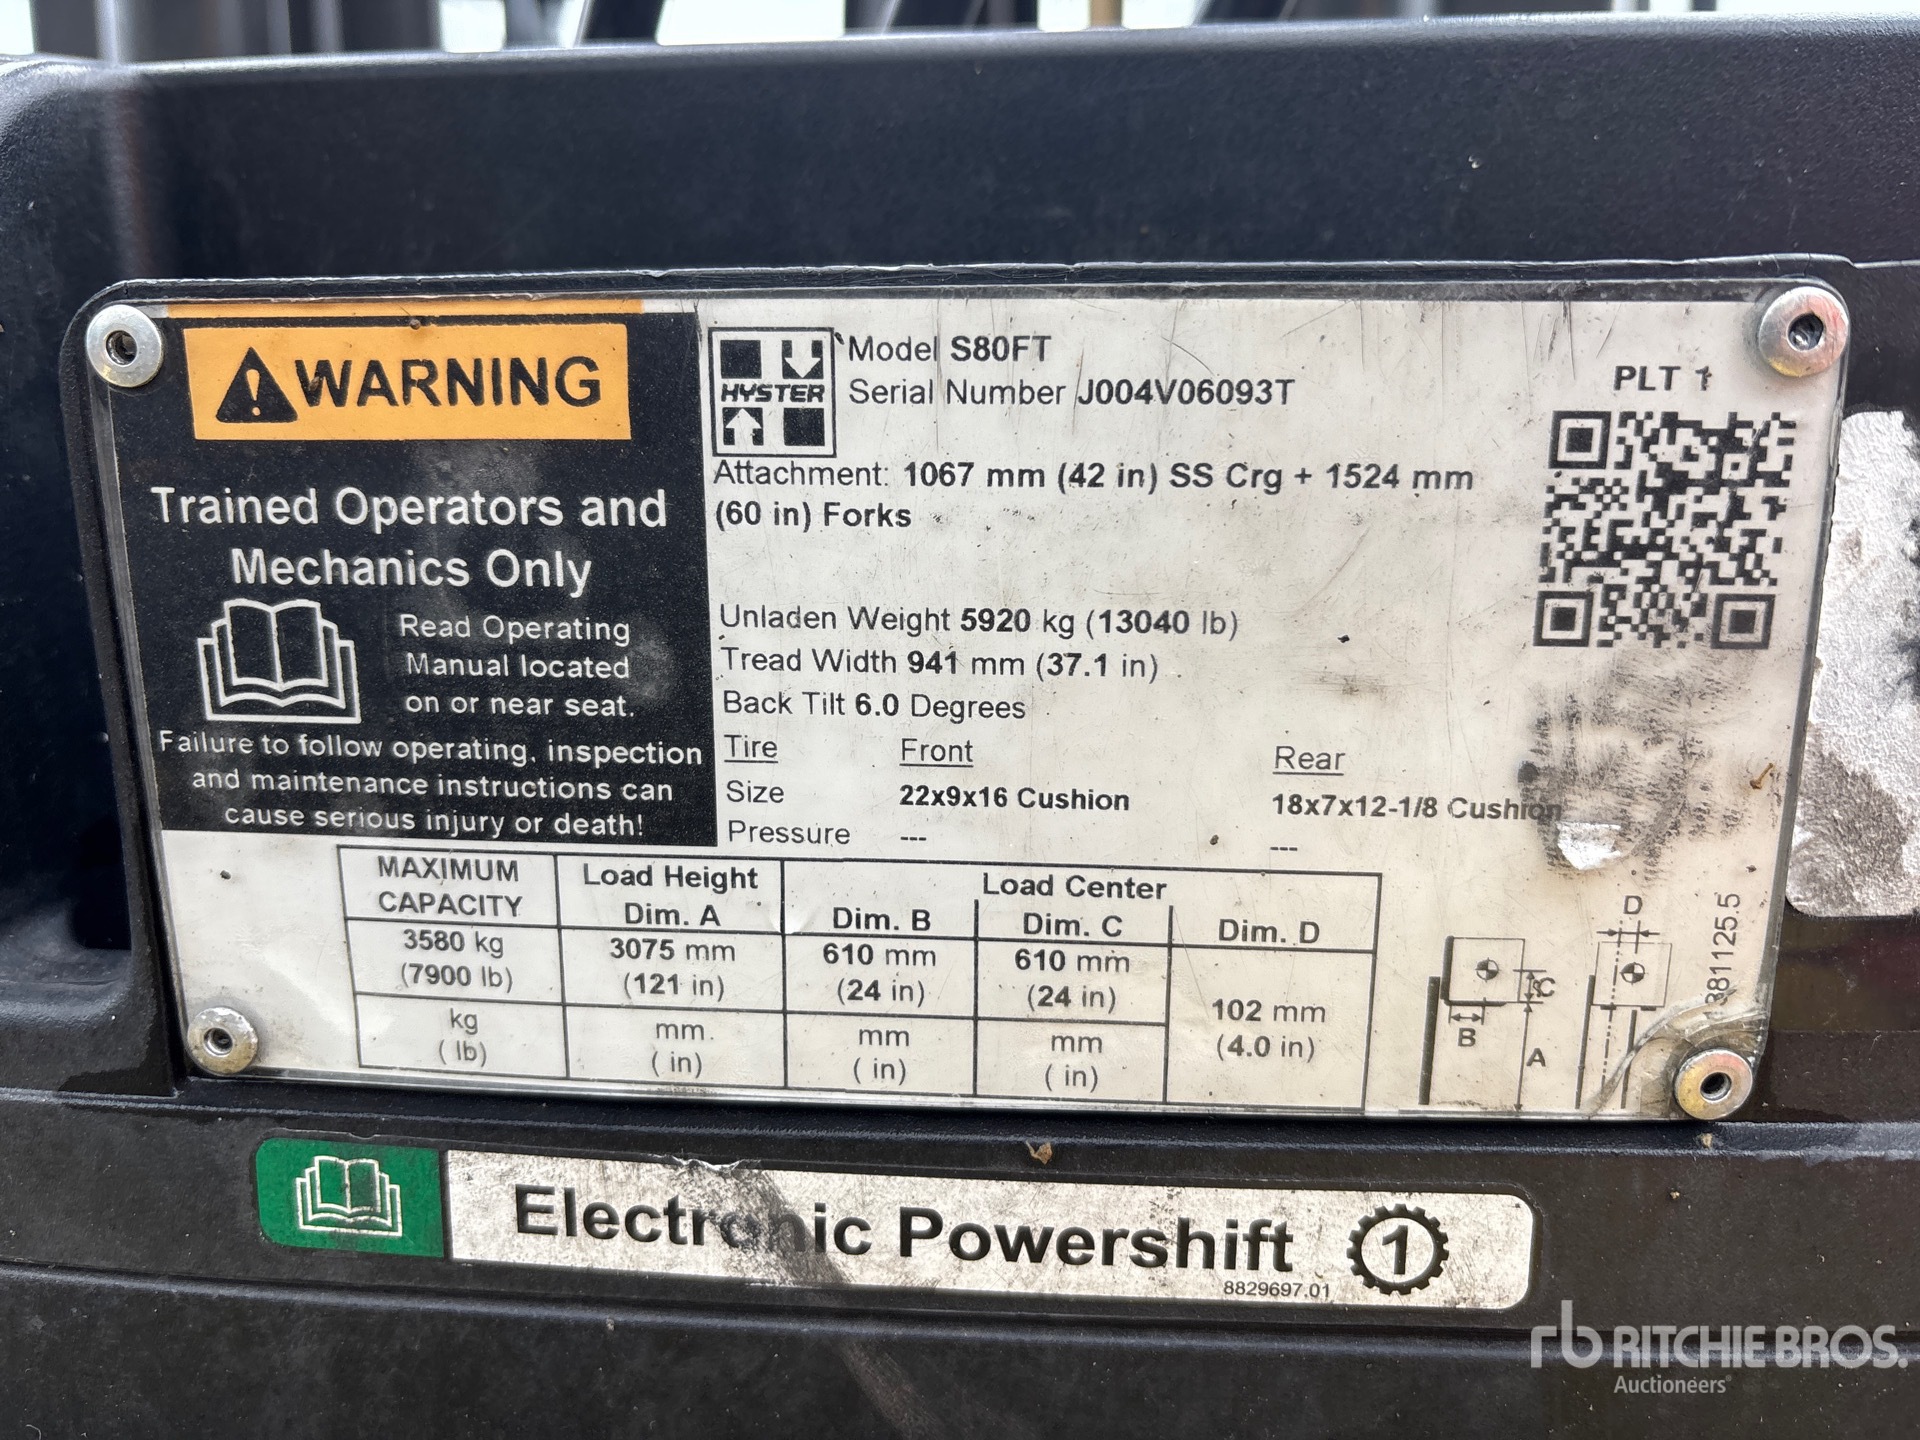 WARNING
Trained Operators and
Mechanics Only
Read Operating
Manual located
on or near seat.
Failure to follow operating, inspection
and maintenance instructions can
cause serious injury or death!
HYSTER
Model S80FT
Serial Number J004V06093T
PLT 1
Attachment: 1067 mm (42 in) SS Crg + 1524 mm
(60 in) Forks
Unladen Weight 5920 kg (13040 lb)
Tread Width 941 mm (37.1 in)
Back Tilt 6.0 Degrees
Tire Front Rear
Size 22x9x16 Cushion 18x7x12-1/8 Cushion
Pressure --- ---
MAXIMUM
CAPACITY
Load Height
Dim. A
Load Center
Dim. B Dim. C Dim. D
3580 kg
(7900 lb)
3075 mm
(121 in)
610 mm
(24 in)
610 mm
(24 in)
102 mm
(4.0 in)
kg
( lb)
mm
( in)
mm
( in)
mm
( in)
B
C
A
D
Electronic Powershift 1
8829697.01
rb RITCHIE BROS.
Auctioneers